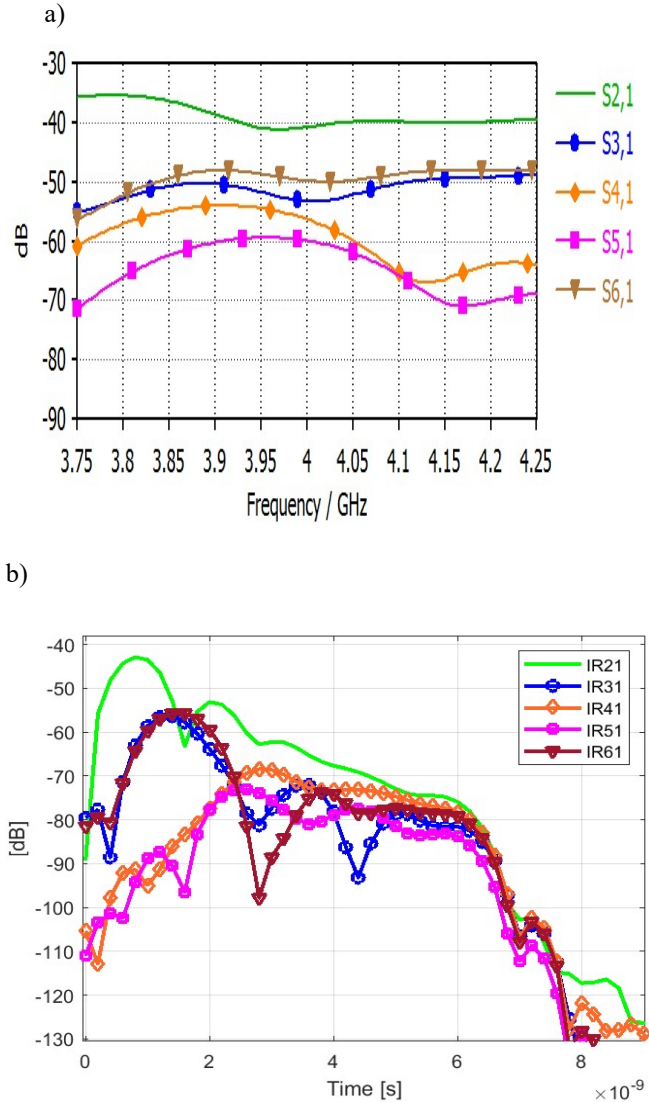 a)
-30
-40
-50
-60
-70
-80
-90
dB
3.75 3.8 3.85 3.9 3.95 4 4.05 4.1 4.15 4.2 4.25
Frequency / GHz
S2,1
S3,1
S4,1
S5,1
S6,1
b)
-40
-50
-60
-70
-80
-90
-100
-110
-120
-130
[dB]
0 2 4 6 8
Time [s]
×10⁻⁹
IR21
IR31
IR41
IR51
IR61